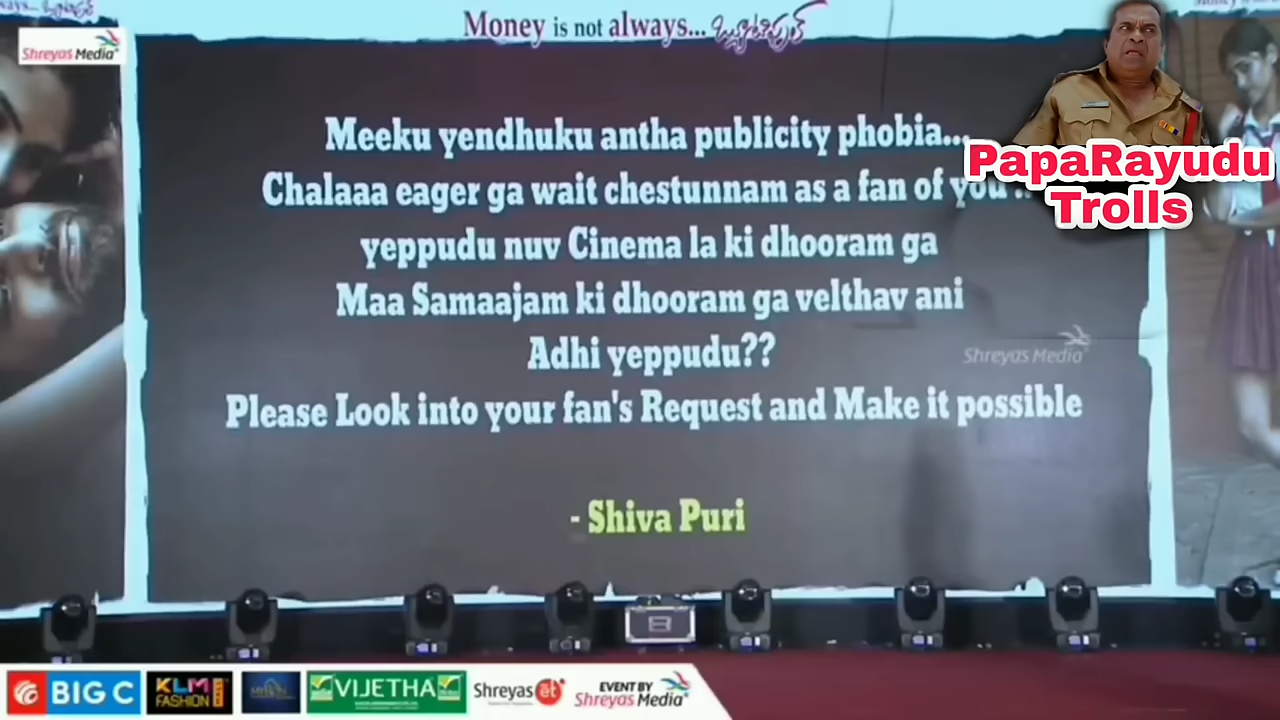 Money is not always...
Shreyas Media
Meeku yendhuku antha publicity phobia...
Chalaaa eager ga wait chestunnam as a fan of you
yeppudu nuv Cinema la ki dhooram ga
Maa Samaajam ki dhooram ga velthav ani
Adhi yeppudu??
Please Look into your fan's Request and Make it possible
- Shiva Puri
PapaRayudu
Trolls
Shreyas Media
BIG C
KLM
FASHION
VIJETHA
Shreyas et
EVENT BY
Shreyas Media